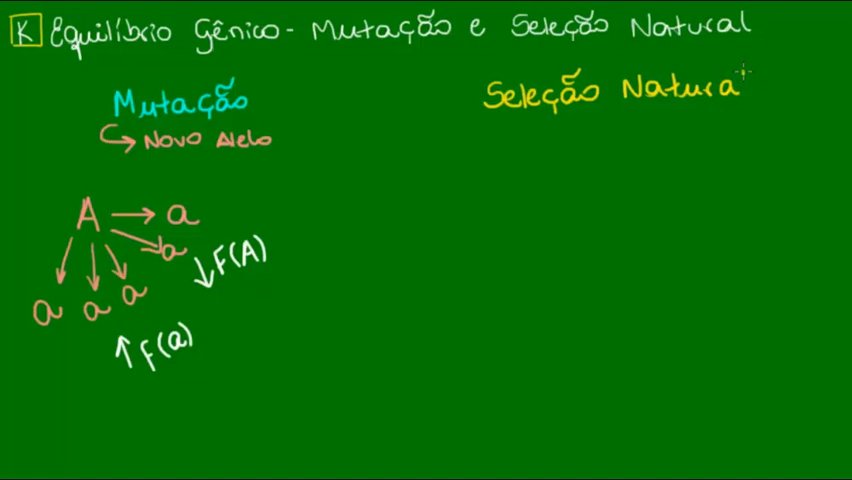 K Equilíbrio Gênico - Mutação e Seleção Natural
Mutação
Novo Alelo
Seleção Natura
A a
a
a a a
↓F(A)
↑F(a)